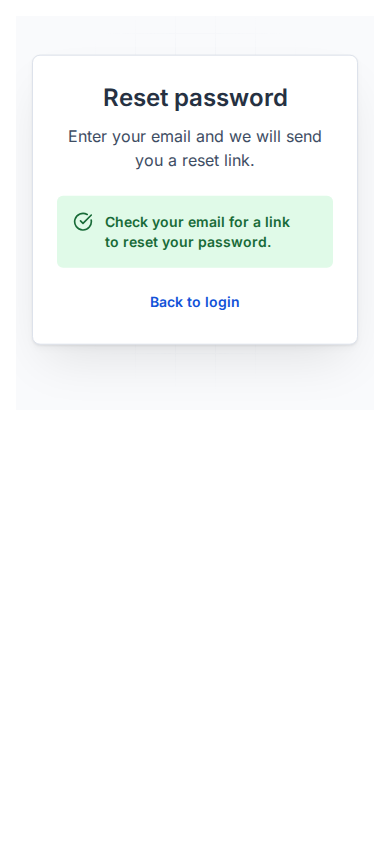 Reset password
Enter your email and we will send
you a reset link.
Check your email for a link
to reset your password.
Back to login